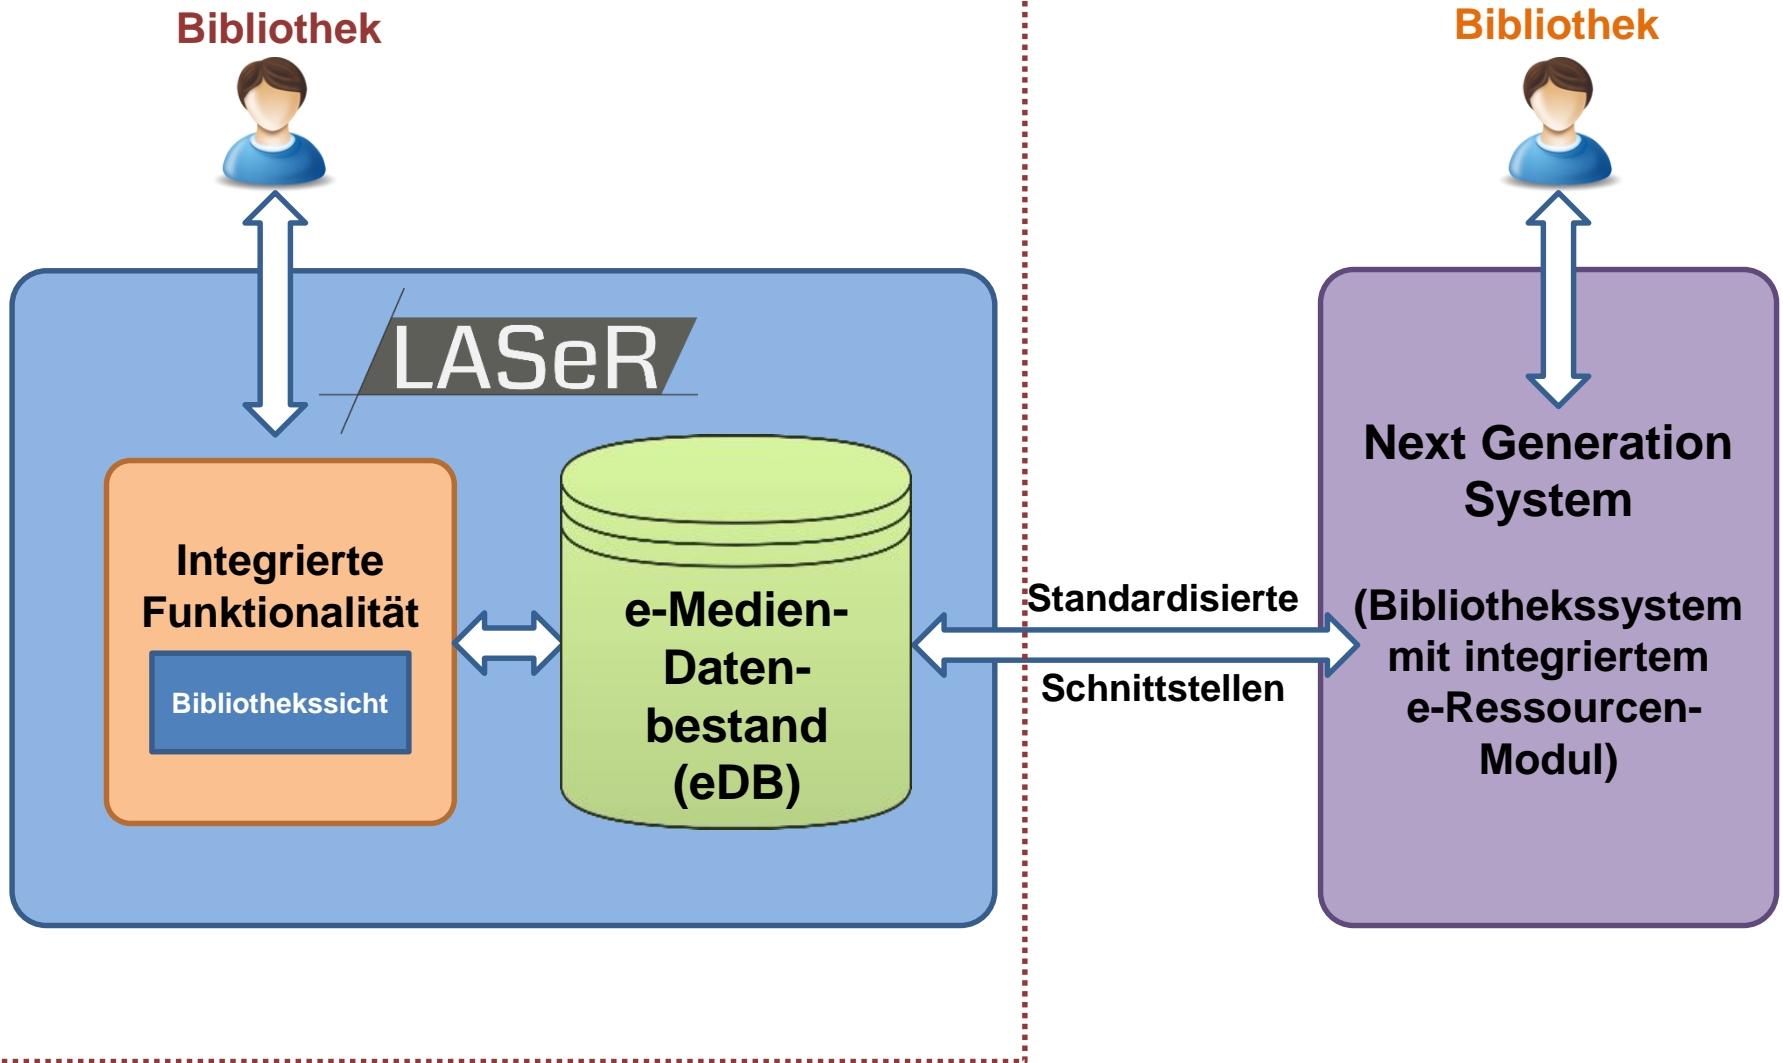 Bibliothek
Bibliothek
LASeR
Integrierte
Funktionalität
Bibliothekssicht
e-Medien-
Daten-
bestand
(eDB)
Standardisierte
Schnittstellen
Next Generation
System
(Bibliothekssystem
mit integriertem
e-Ressourcen-
Modul)